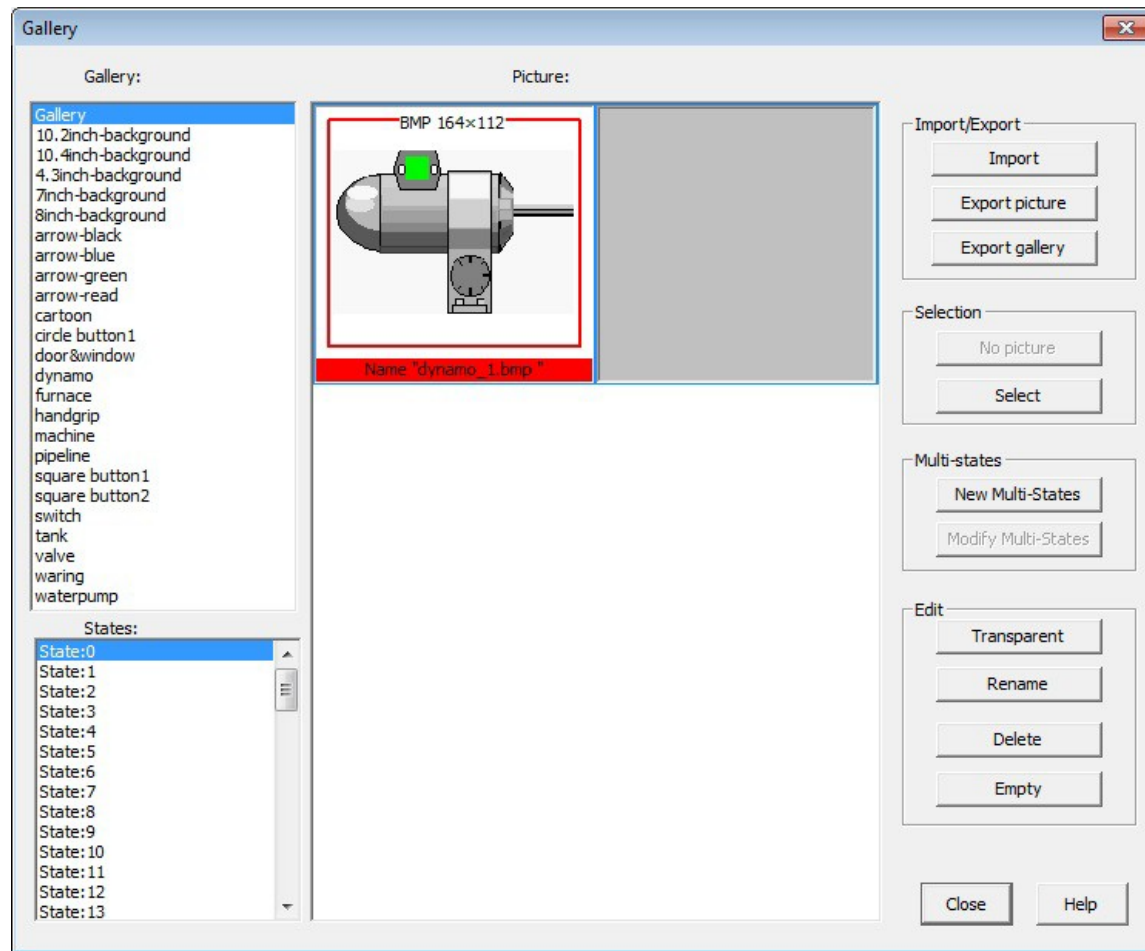 Gallery
Gallery:
Picture:
Gallery
10.2inch-background
10.4inch-background
4.3inch-background
7inch-background
8inch-background
arrow-black
arrow-blue
arrow-green
arrow-read
cartoon
circle button1
door&window
dynamo
furnace
handgrip
machine
pipeline
square button1
square button2
switch
tank
valve
waring
waterpump
States:
State:0
State:1
State:2
State:3
State:4
State:5
State:6
State:7
State:8
State:9
State:10
State:11
State:12
State:13
BMP 164×112
Name "dynamo_1.bmp "
Import/Export
Import
Export picture
Export gallery
Selection
No picture
Select
Multi-states
New Multi-States
Modify Multi-States
Edit
Transparent
Rename
Delete
Empty
Close
Help